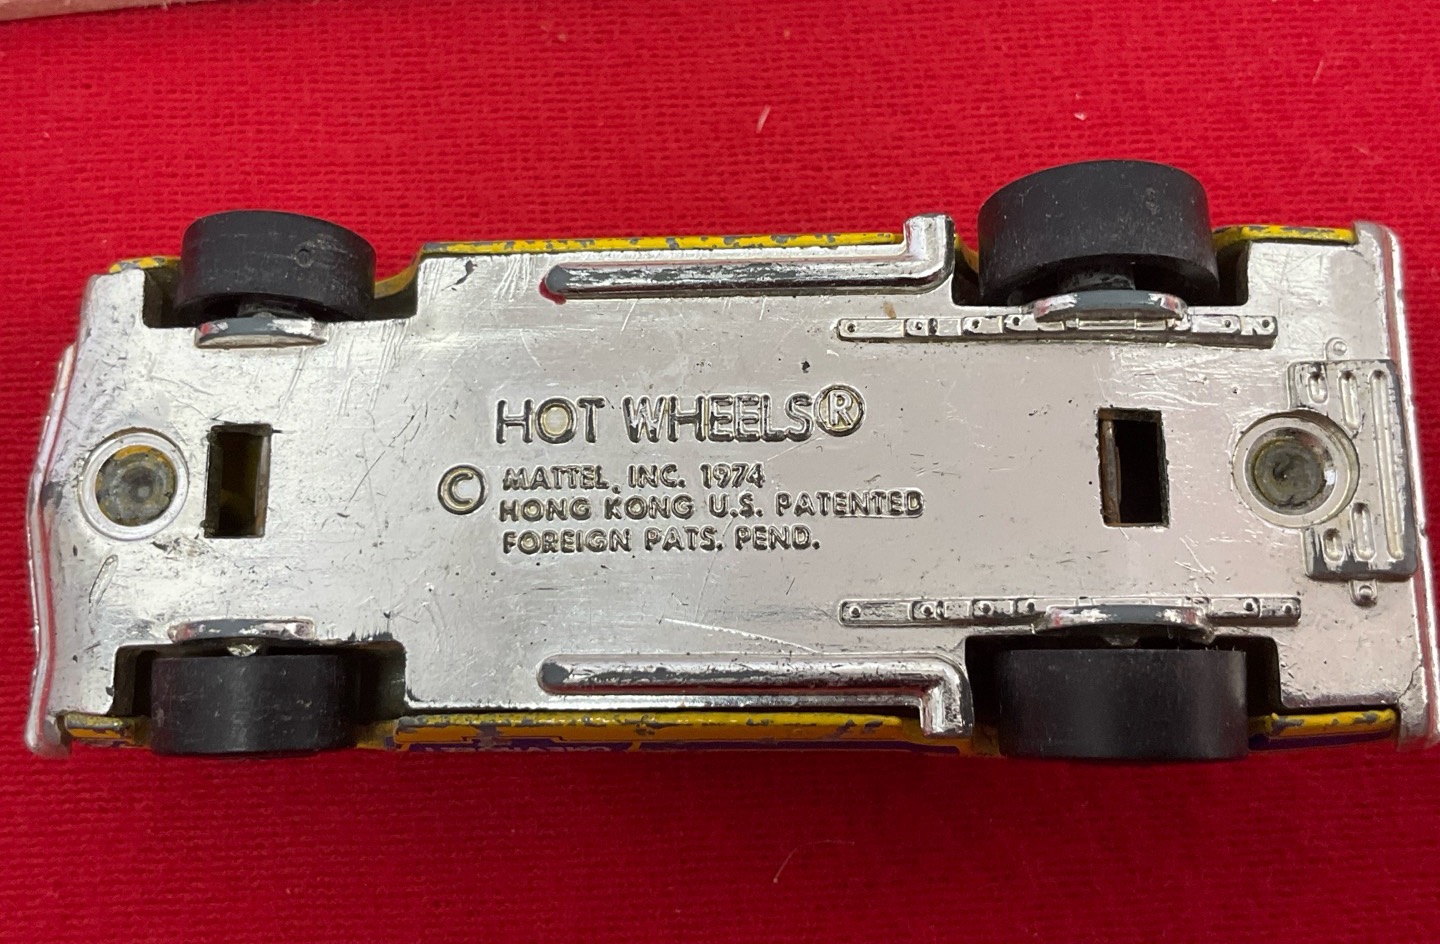 HOT WHEELS®
© MATTEL, INC. 1974
HONG KONG U.S. PATENTED
FOREIGN PATS. PEND.